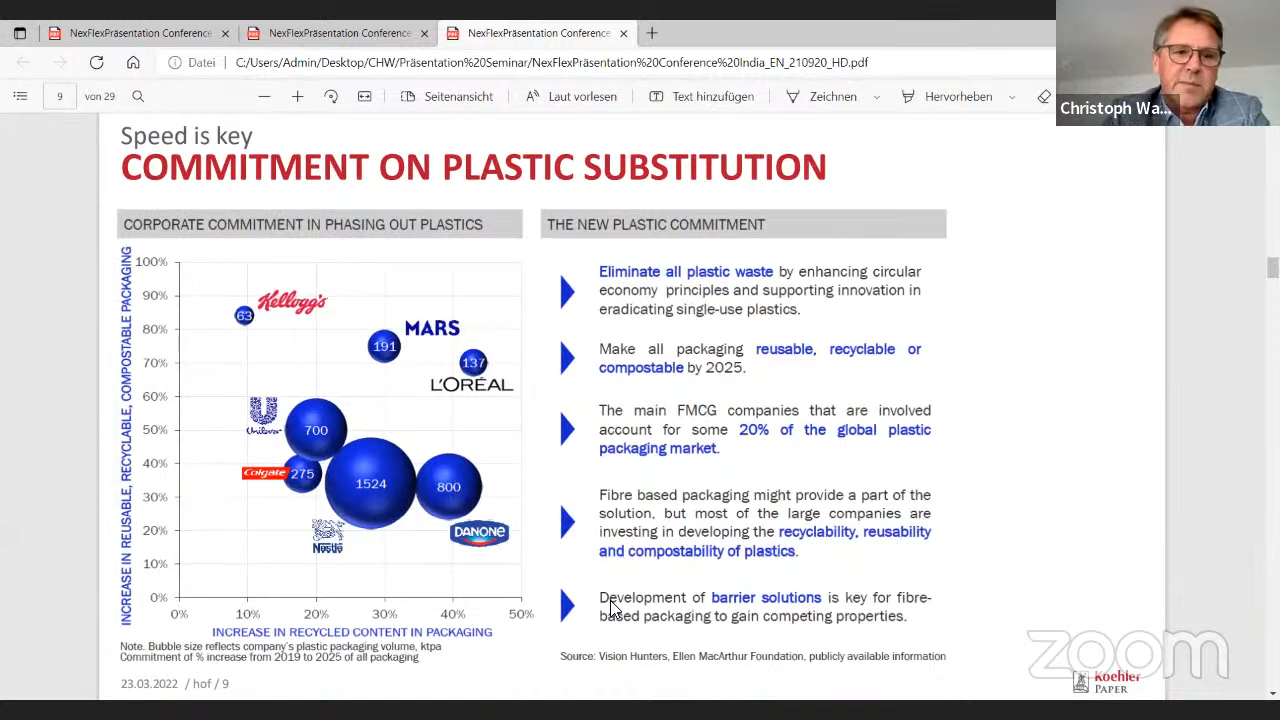 NexFlexPräsentation Conference
NexFlexPräsentation Conference
NexFlexPräsentation Conference
Datei
C:/Users/Admin/Desktop/CHW/Präsentation%20Seminar/NexFlexPräsentation%20Conference%20India_EN_210920_HD.pdf
9
von 29
Seitenansicht
Laut vorlesen
Text hinzufügen
Zeichnen
Hervorheben
Christoph Wa...
Speed is key
COMMITMENT ON PLASTIC SUBSTITUTION
CORPORATE COMMITMENT IN PHASING OUT PLASTICS
INCREASE IN REUSABLE, RECYCLABLE, COMPOSTABLE PACKAGING
100%
90%
80%
70%
60%
50%
40%
30%
20%
10%
0%
63
Kellogg's
191
MARS
137
L'ORÉAL
Unilever
700
Colgate
275
1524
800
Nestlé
DANONE
0%
10%
20%
30%
40%
50%
INCREASE IN RECYCLED CONTENT IN PACKAGING
Note. Bubble size reflects company's plastic packaging volume, ktpa
Commitment of % increase from 2019 to 2025 of all packaging
THE NEW PLASTIC COMMITMENT
Eliminate all plastic waste by enhancing circular
economy principles and supporting innovation in
eradicating single-use plastics.
Make all packaging reusable, recyclable or
compostable by 2025.
The main FMCG companies that are involved
account for some 20% of the global plastic
packaging market.
Fibre based packaging might provide a part of the
solution, but most of the large companies are
investing in developing the recyclability, reusability
and compostability of plastics.
Development of barrier solutions is key for fibre-
based packaging to gain competing properties.
Source: Vision Hunters, Ellen MacArthur Foundation, publicly available information
23.03.2022 / hof / 9
zoom
Koehler
PAPER